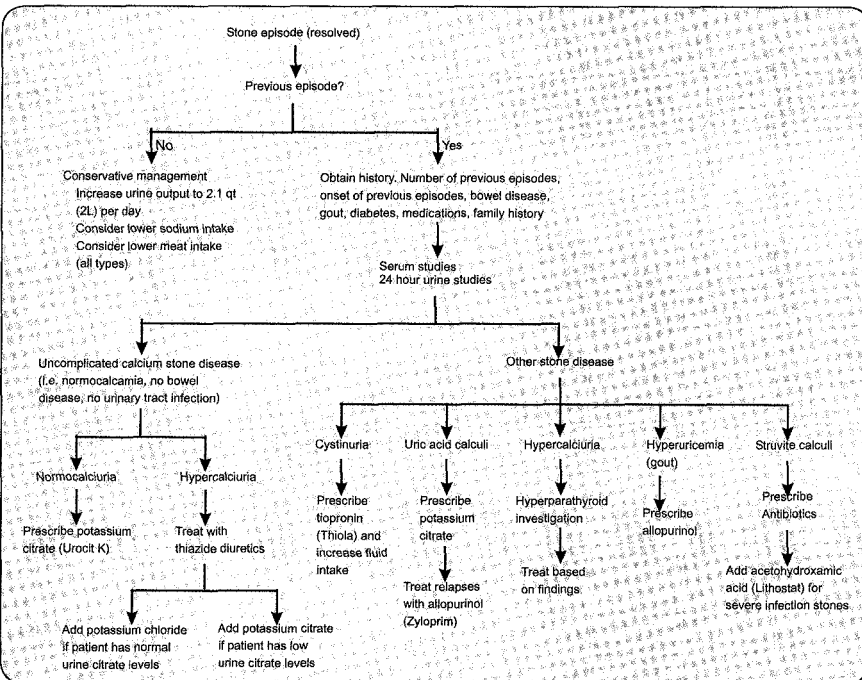 Stone episode (resolved)
Previous episode?
No
Yes
Conservative management
Increase urine output to 2.1 qt
(2L) per day
Consider lower sodium intake
Consider lower meat intake
(all types)
Obtain history. Number of previous episodes,
onset of previous episodes, bowel disease,
gout, diabetes, medications, family history
Serum studies
24 hour urine studies
Uncomplicated calcium stone disease
(I.e. normocalcamia, no bowel
disease, no urinary tract infection)
Other stone disease
Normocalciuria
Hypercalciuria
Prescribe potassium
citrate (Urocit K)
Treat with
thiazide diuretics
Add potassium chloride
if patient has normal
urine citrate levels
Add potassium citrate
if patient has low
urine citrate levels
Cystinuria
Prescribe
tiopronin
(Thiola) and
increase fluid
intake
Uric acid calculi
Prescribe
potassium
citrate
Treat relapses
with allopurinol
(Zyloprim)
Hypercalciuria
Hyperparathyroid
investigation
Treat based
on findings
Hyperuricemia
(gout)
Prescribe
allopurinol
Struvite calculi
Prescribe
Antibiotics
Add acetohydroxamic
acid (Lithostat) for
severe infection stones